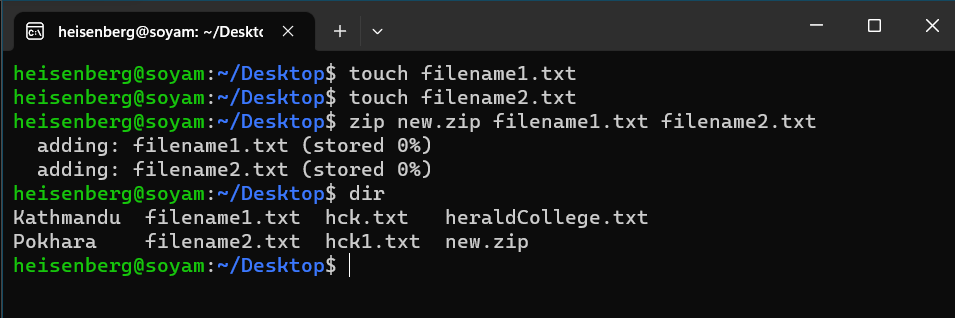 heisenberg@soyam: ~/Deskto
heisenberg@soyam:~/Desktop$ touch filename1.txt
heisenberg@soyam:~/Desktop$ touch filename2.txt
heisenberg@soyam:~/Desktop$ zip new.zip filename1.txt filename2.txt
  adding: filename1.txt (stored 0%)
  adding: filename2.txt (stored 0%)
heisenberg@soyam:~/Desktop$ dir
Kathmandu  filename1.txt  hck.txt   heraldCollege.txt
Pokhara    filename2.txt  hck1.txt  new.zip
heisenberg@soyam:~/Desktop$